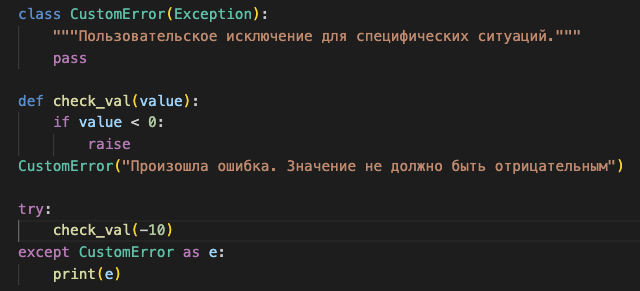 class CustomError(Exception):
    """Пользовательское исключение для специфических ситуаций."""
    pass

def check_val(value):
    if value < 0:
        raise
CustomError("Произошла ошибка. Значение не должно быть отрицательным")

try:
    check_val(-10)
except CustomError as e:
    print(e)